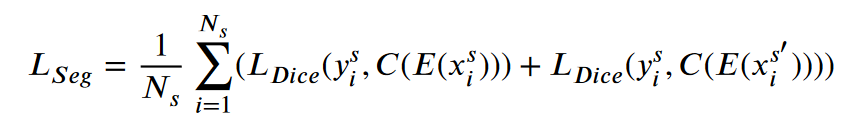 L_{Seg} = \frac{1}{N_s} \sum_{i=1}^{N_s} (L_{Dice}(y_i^s, C(E(x_i^s))) + L_{Dice}(y_i^s, C(E(x_i^{s'}))))